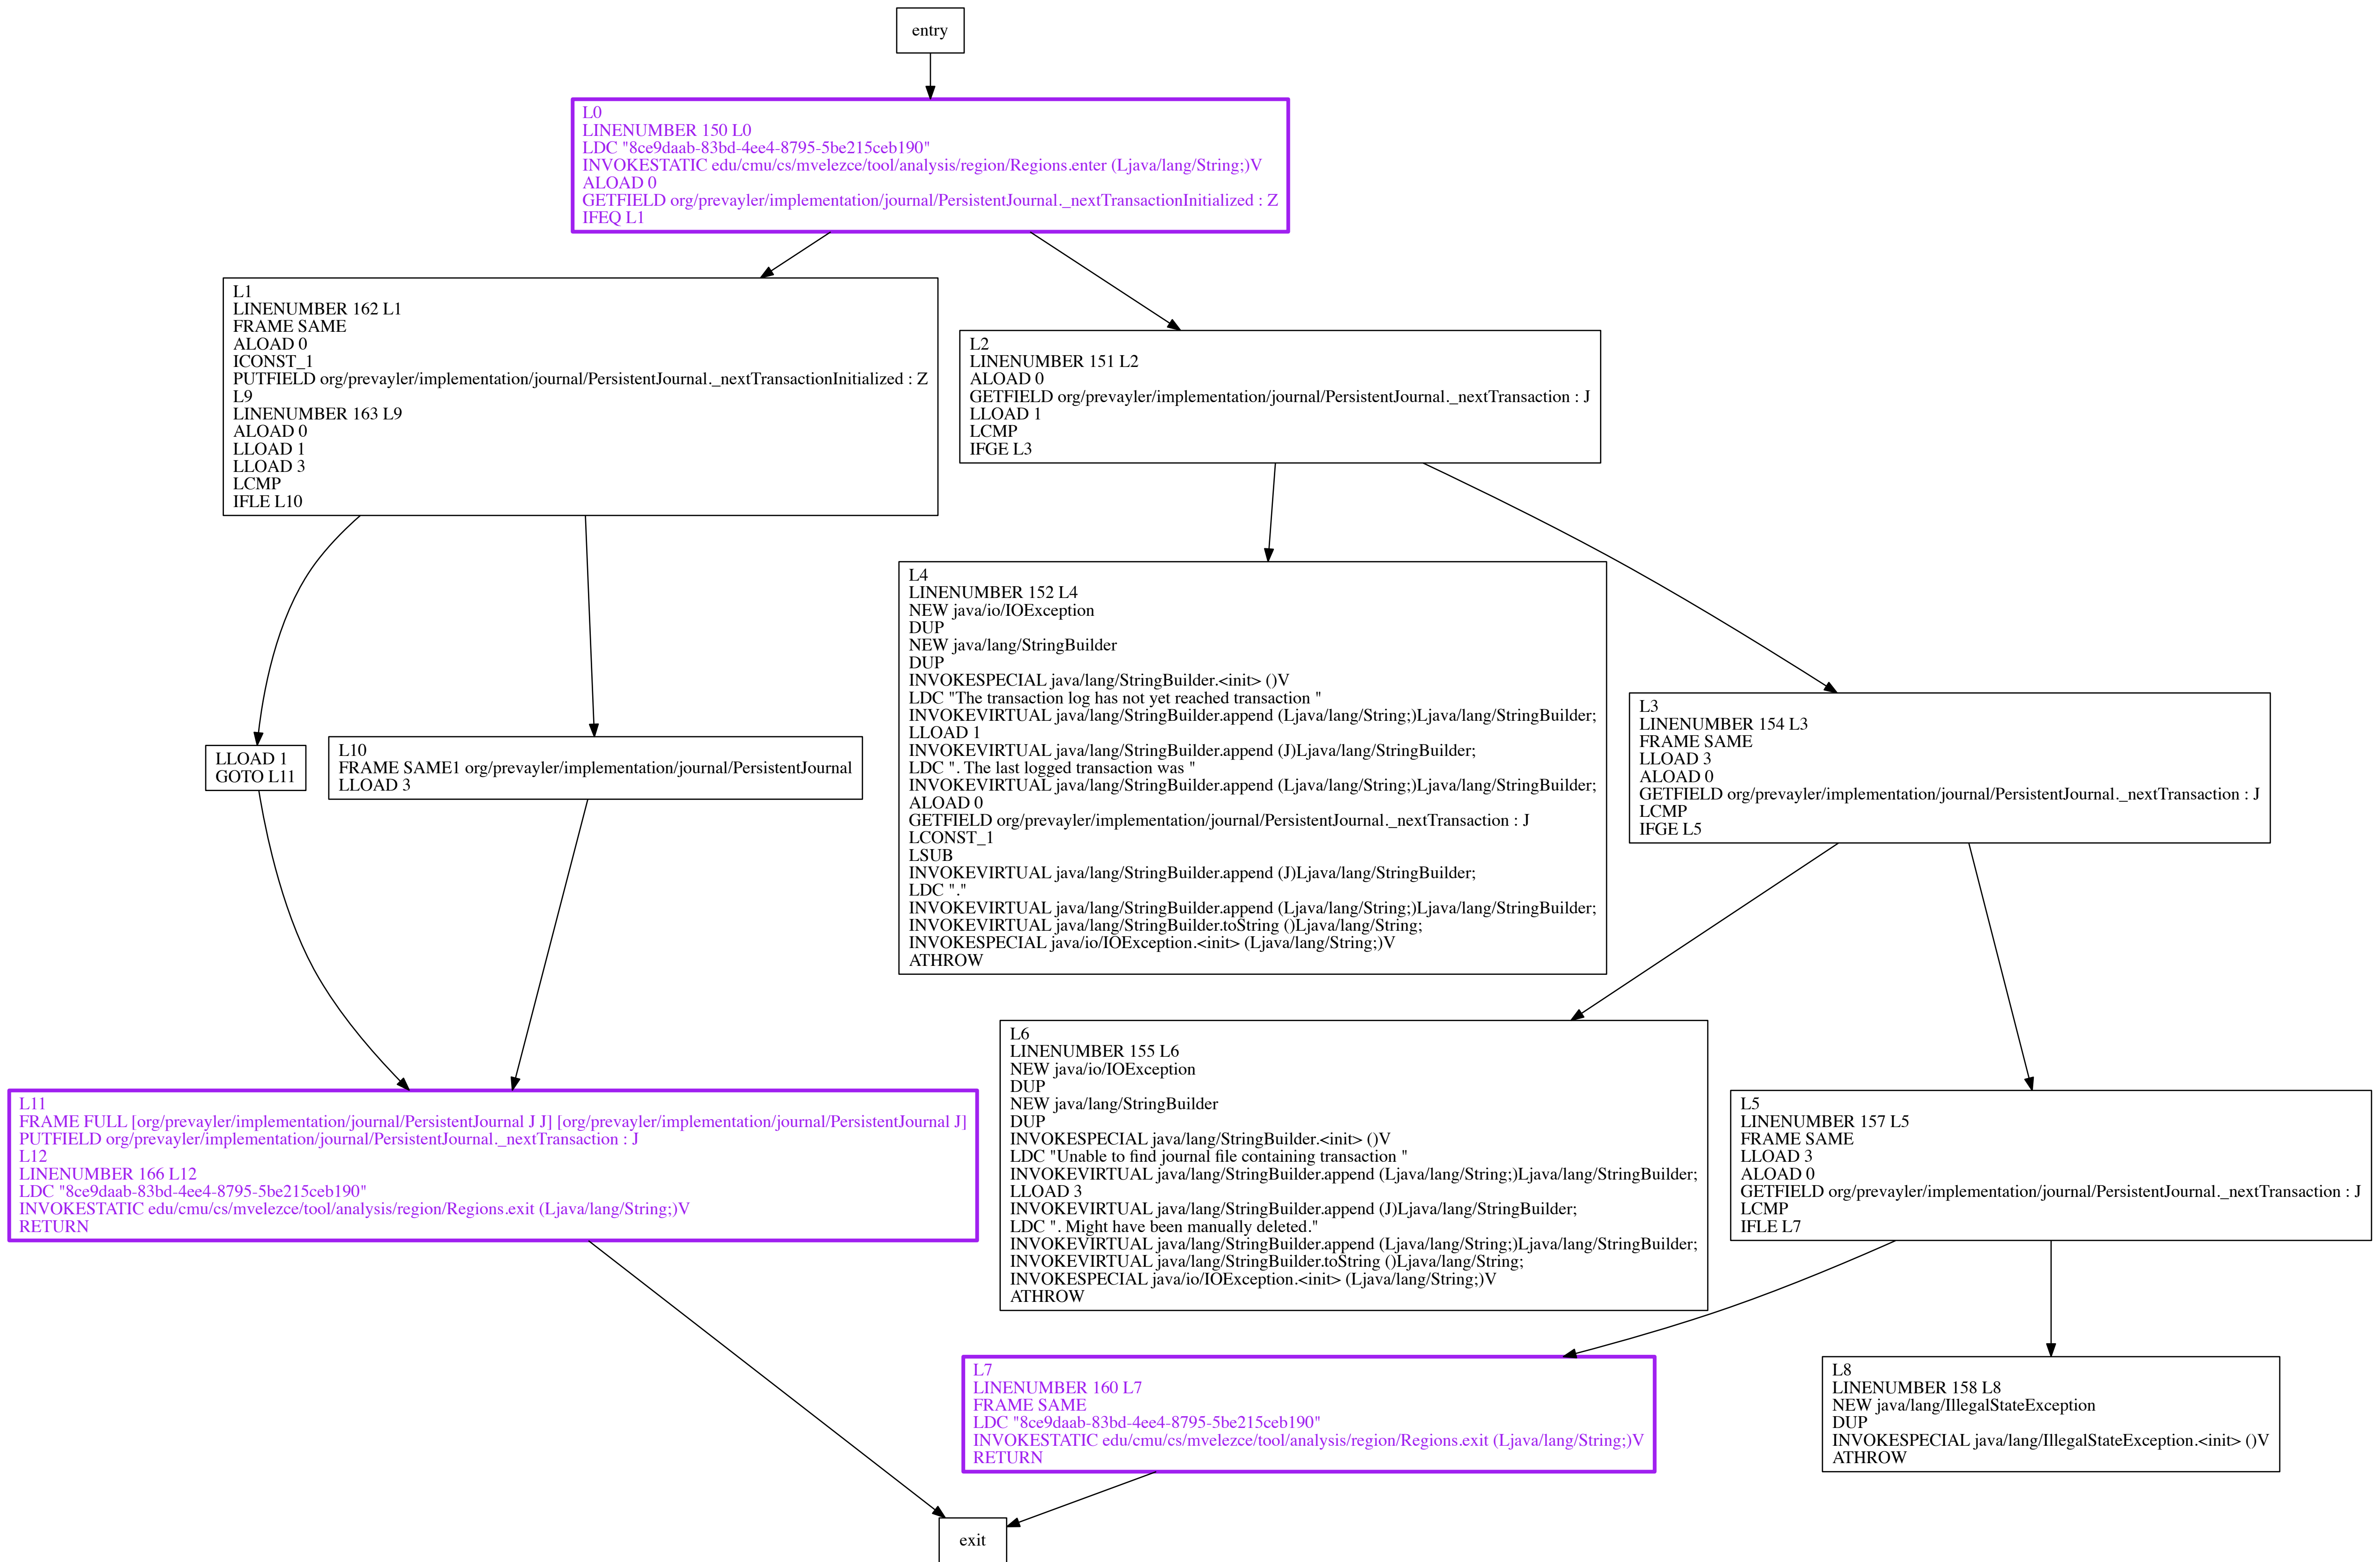 entry
L0
LINENUMBER 150 L0
LDC "8ce9daab-83bd-4ee4-8795-5be215ceb190"
INVOKESTATIC edu/cmu/cs/mvelezce/tool/analysis/region/Regions.enter (Ljava/lang/String;)V
ALOAD 0
GETFIELD org/prevayler/implementation/journal/PersistentJournal._nextTransactionInitialized : Z
IFEQ L1
L1
LINENUMBER 162 L1
FRAME SAME
ALOAD 0
ICONST_1
PUTFIELD org/prevayler/implementation/journal/PersistentJournal._nextTransactionInitialized : Z
L9
LINENUMBER 163 L9
ALOAD 0
LLOAD 1
LLOAD 3
LCMP
IFLE L10
L2
LINENUMBER 151 L2
ALOAD 0
GETFIELD org/prevayler/implementation/journal/PersistentJournal._nextTransaction : J
LLOAD 1
LCMP
IFGE L3
L4
LINENUMBER 152 L4
NEW java/io/IOException
DUP
NEW java/lang/StringBuilder
DUP
INVOKESPECIAL java/lang/StringBuilder.<init> ()V
LDC "The transaction log has not yet reached transaction "
INVOKEVIRTUAL java/lang/StringBuilder.append (Ljava/lang/String;)Ljava/lang/StringBuilder;
LLOAD 1
INVOKEVIRTUAL java/lang/StringBuilder.append (J)Ljava/lang/StringBuilder;
LDC ". The last logged transaction was "
INVOKEVIRTUAL java/lang/StringBuilder.append (Ljava/lang/String;)Ljava/lang/StringBuilder;
ALOAD 0
GETFIELD org/prevayler/implementation/journal/PersistentJournal._nextTransaction : J
LCONST_1
LSUB
INVOKEVIRTUAL java/lang/StringBuilder.append (J)Ljava/lang/StringBuilder;
LDC "."
INVOKEVIRTUAL java/lang/StringBuilder.append (Ljava/lang/String;)Ljava/lang/StringBuilder;
INVOKEVIRTUAL java/lang/StringBuilder.toString ()Ljava/lang/String;
INVOKESPECIAL java/io/IOException.<init> (Ljava/lang/String;)V
ATHROW
L3
LINENUMBER 154 L3
FRAME SAME
LLOAD 3
ALOAD 0
GETFIELD org/prevayler/implementation/journal/PersistentJournal._nextTransaction : J
LCMP
IFGE L5
LLOAD 1
GOTO L11
L10
FRAME SAME1 org/prevayler/implementation/journal/PersistentJournal
LLOAD 3
L6
LINENUMBER 155 L6
NEW java/io/IOException
DUP
NEW java/lang/StringBuilder
DUP
INVOKESPECIAL java/lang/StringBuilder.<init> ()V
LDC "Unable to find journal file containing transaction "
INVOKEVIRTUAL java/lang/StringBuilder.append (Ljava/lang/String;)Ljava/lang/StringBuilder;
LLOAD 3
INVOKEVIRTUAL java/lang/StringBuilder.append (J)Ljava/lang/StringBuilder;
LDC ". Might have been manually deleted."
INVOKEVIRTUAL java/lang/StringBuilder.append (Ljava/lang/String;)Ljava/lang/StringBuilder;
INVOKEVIRTUAL java/lang/StringBuilder.toString ()Ljava/lang/String;
INVOKESPECIAL java/io/IOException.<init> (Ljava/lang/String;)V
ATHROW
L11
FRAME FULL [org/prevayler/implementation/journal/PersistentJournal J J] [org/prevayler/implementation/journal/PersistentJournal J]
PUTFIELD org/prevayler/implementation/journal/PersistentJournal._nextTransaction : J
L12
LINENUMBER 166 L12
LDC "8ce9daab-83bd-4ee4-8795-5be215ceb190"
INVOKESTATIC edu/cmu/cs/mvelezce/tool/analysis/region/Regions.exit (Ljava/lang/String;)V
RETURN
L5
LINENUMBER 157 L5
FRAME SAME
LLOAD 3
ALOAD 0
GETFIELD org/prevayler/implementation/journal/PersistentJournal._nextTransaction : J
LCMP
IFLE L7
L7
LINENUMBER 160 L7
FRAME SAME
LDC "8ce9daab-83bd-4ee4-8795-5be215ceb190"
INVOKESTATIC edu/cmu/cs/mvelezce/tool/analysis/region/Regions.exit (Ljava/lang/String;)V
RETURN
L8
LINENUMBER 158 L8
NEW java/lang/IllegalStateException
DUP
INVOKESPECIAL java/lang/IllegalStateException.<init> ()V
ATHROW
exit